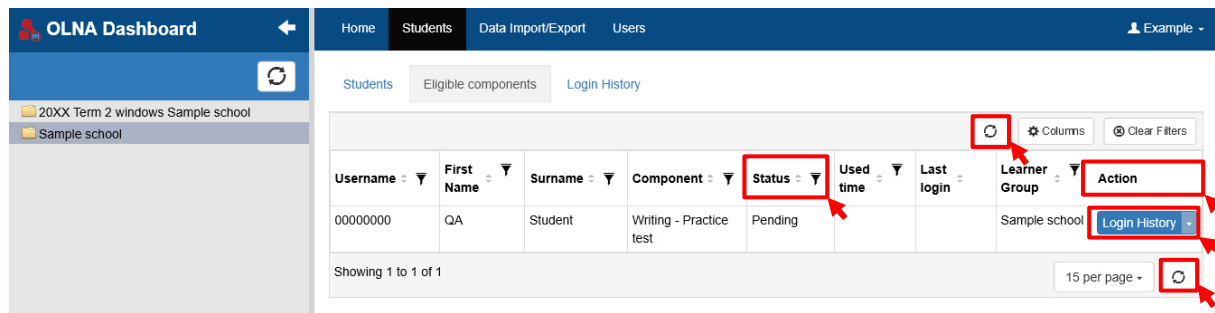 OLNA Dashboard
Home Students Data Import/Export Users Example
Students Eligible components Login History
20XX Term 2 windows Sample school
Sample school
Columns Clear Filters
Username First Name Surname Component Status Used time Last login Learner Group Action
00000000 QA Student Writing - Practice test Pending Sample school Login History
Showing 1 to 1 of 1
15 per page